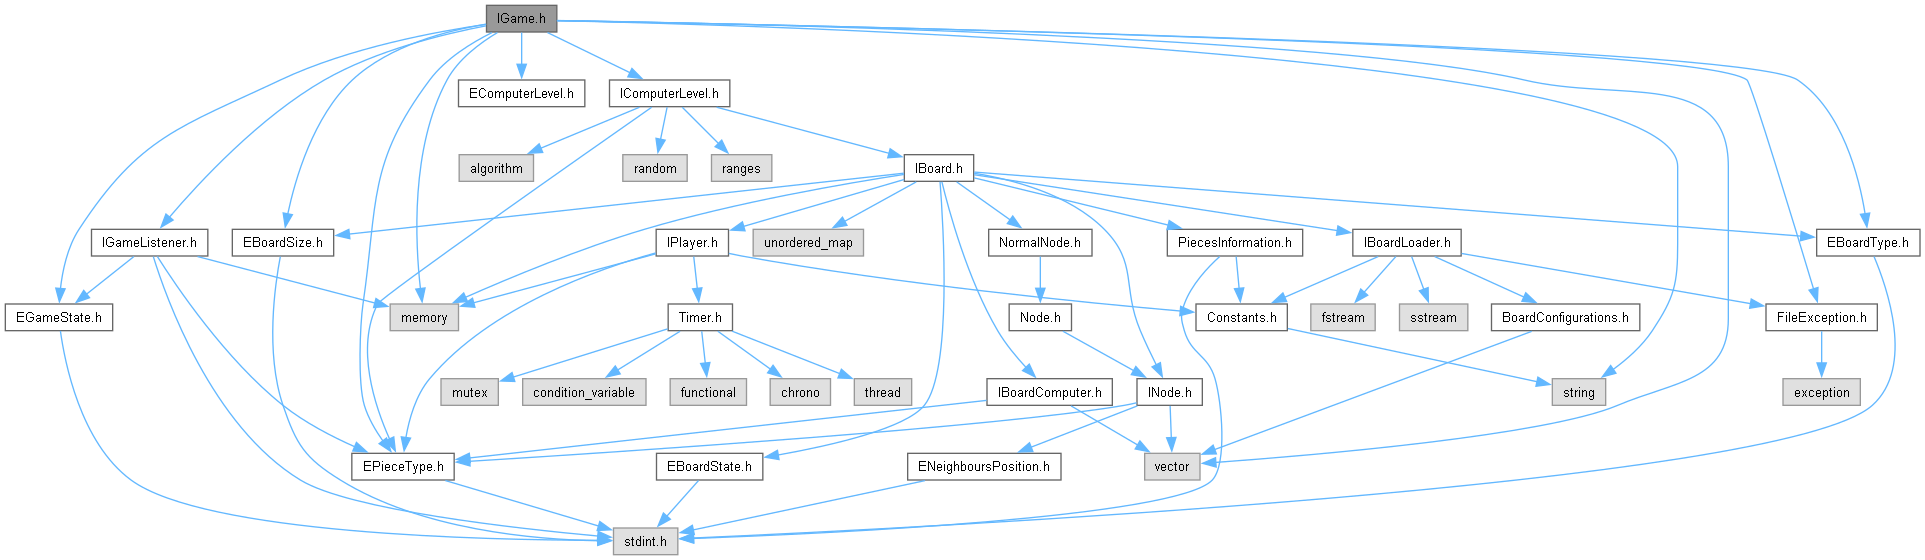 IGame.h
EComputerLevel.h
IComputerLevel.h
algorithm
random
ranges
IBoard.h
IGameListener.h
EBoardSize.h
IPlayer.h
unordered_map
NormalNode.h
PiecesInformation.h
IBoardLoader.h
EBoardType.h
EGameState.h
memory
Timer.h
Node.h
Constants.h
fstream
sstream
BoardConfigurations.h
FileException.h
mutex
condition_variable
functional
chrono
thread
IBoardComputer.h
INode.h
string
exception
EPieceType.h
EBoardState.h
ENeighboursPosition.h
vector
stdint.h